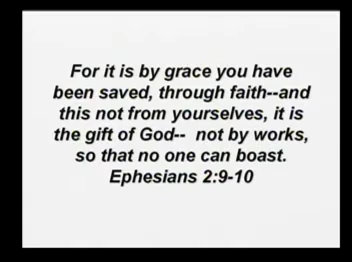 For it is by grace you have
been saved, through faith--and
this not from yourselves, it is
the gift of God-- not by works,
so that no one can boast.
Ephesians 2:9-10